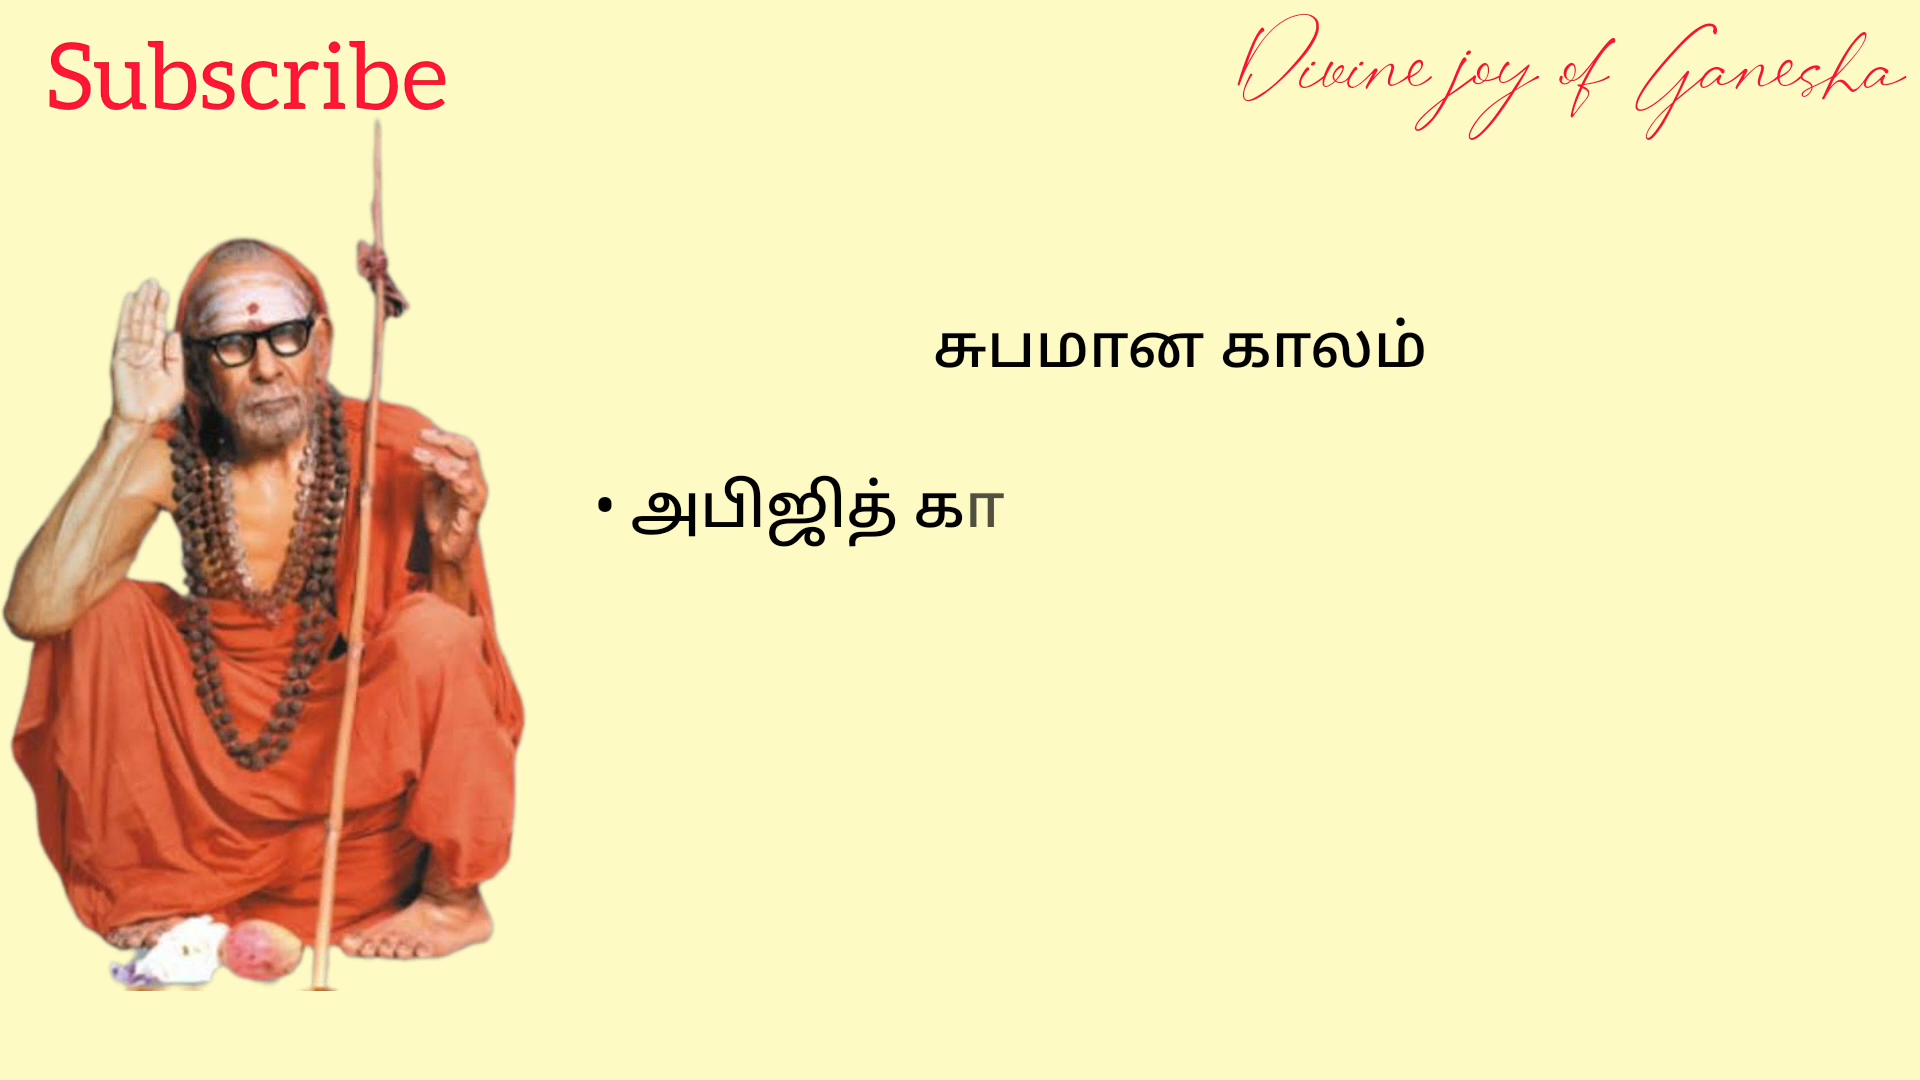 Subscribe
Divine joy of Ganesha
சுபமான காலம்
• அபிஜித் கா